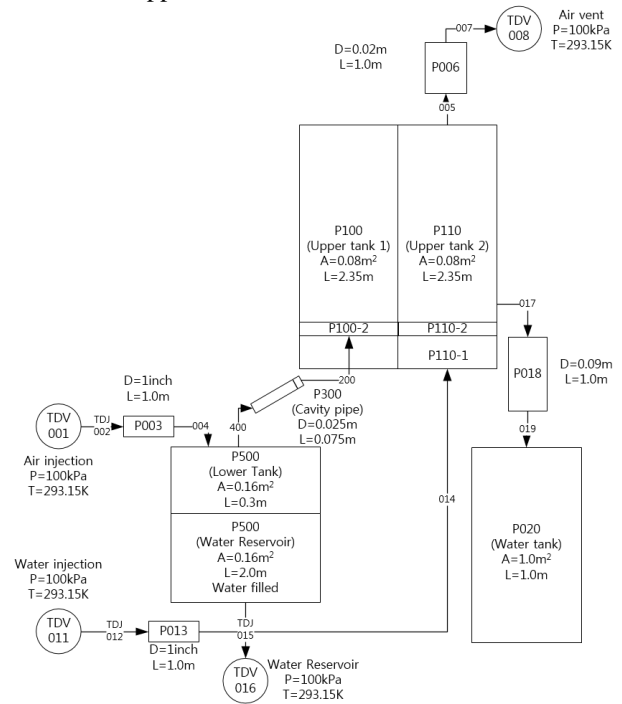 TDV
008
Air vent
P=100kPa
T=293.15K
007
D=0.02m
L=1.0m
P006
005
P100
(Upper tank 1)
A=0.08m²
L=2.35m
P110
(Upper tank 2)
A=0.08m²
L=2.35m
017
P100-2
P110-2
P110-1
P018
D=0.09m
L=1.0m
019
200
P300
(Cavity pipe)
D=0.025m
L=0.075m
D=1inch
L=1.0m
TDV
001
TDJ
002
P003
004
400
Air injection
P=100kPa
T=293.15K
P500
(Lower Tank)
A=0.16m²
L=0.3m
014
P500
(Water Reservoir)
A=0.16m²
L=2.0m
Water filled
P020
(Water tank)
A=1.0m²
L=1.0m
Water injection
P=100kPa
T=293.15K
TDV
011
TDJ
012
P013
D=1inch
L=1.0m
TDJ
015
TDV
016
Water Reservoir
P=100kPa
T=293.15K